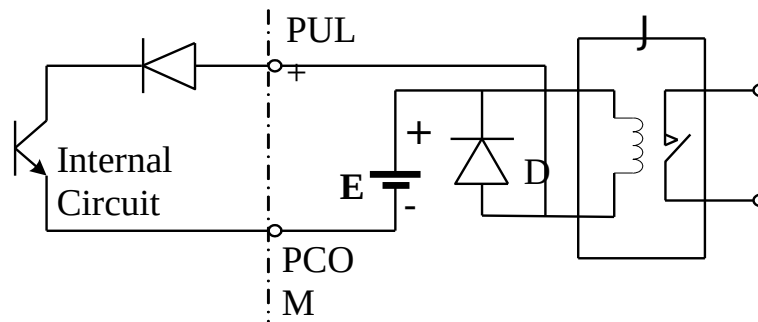 PUL
+
J
Internal
Circuit
+
E
D
-
PCO
M